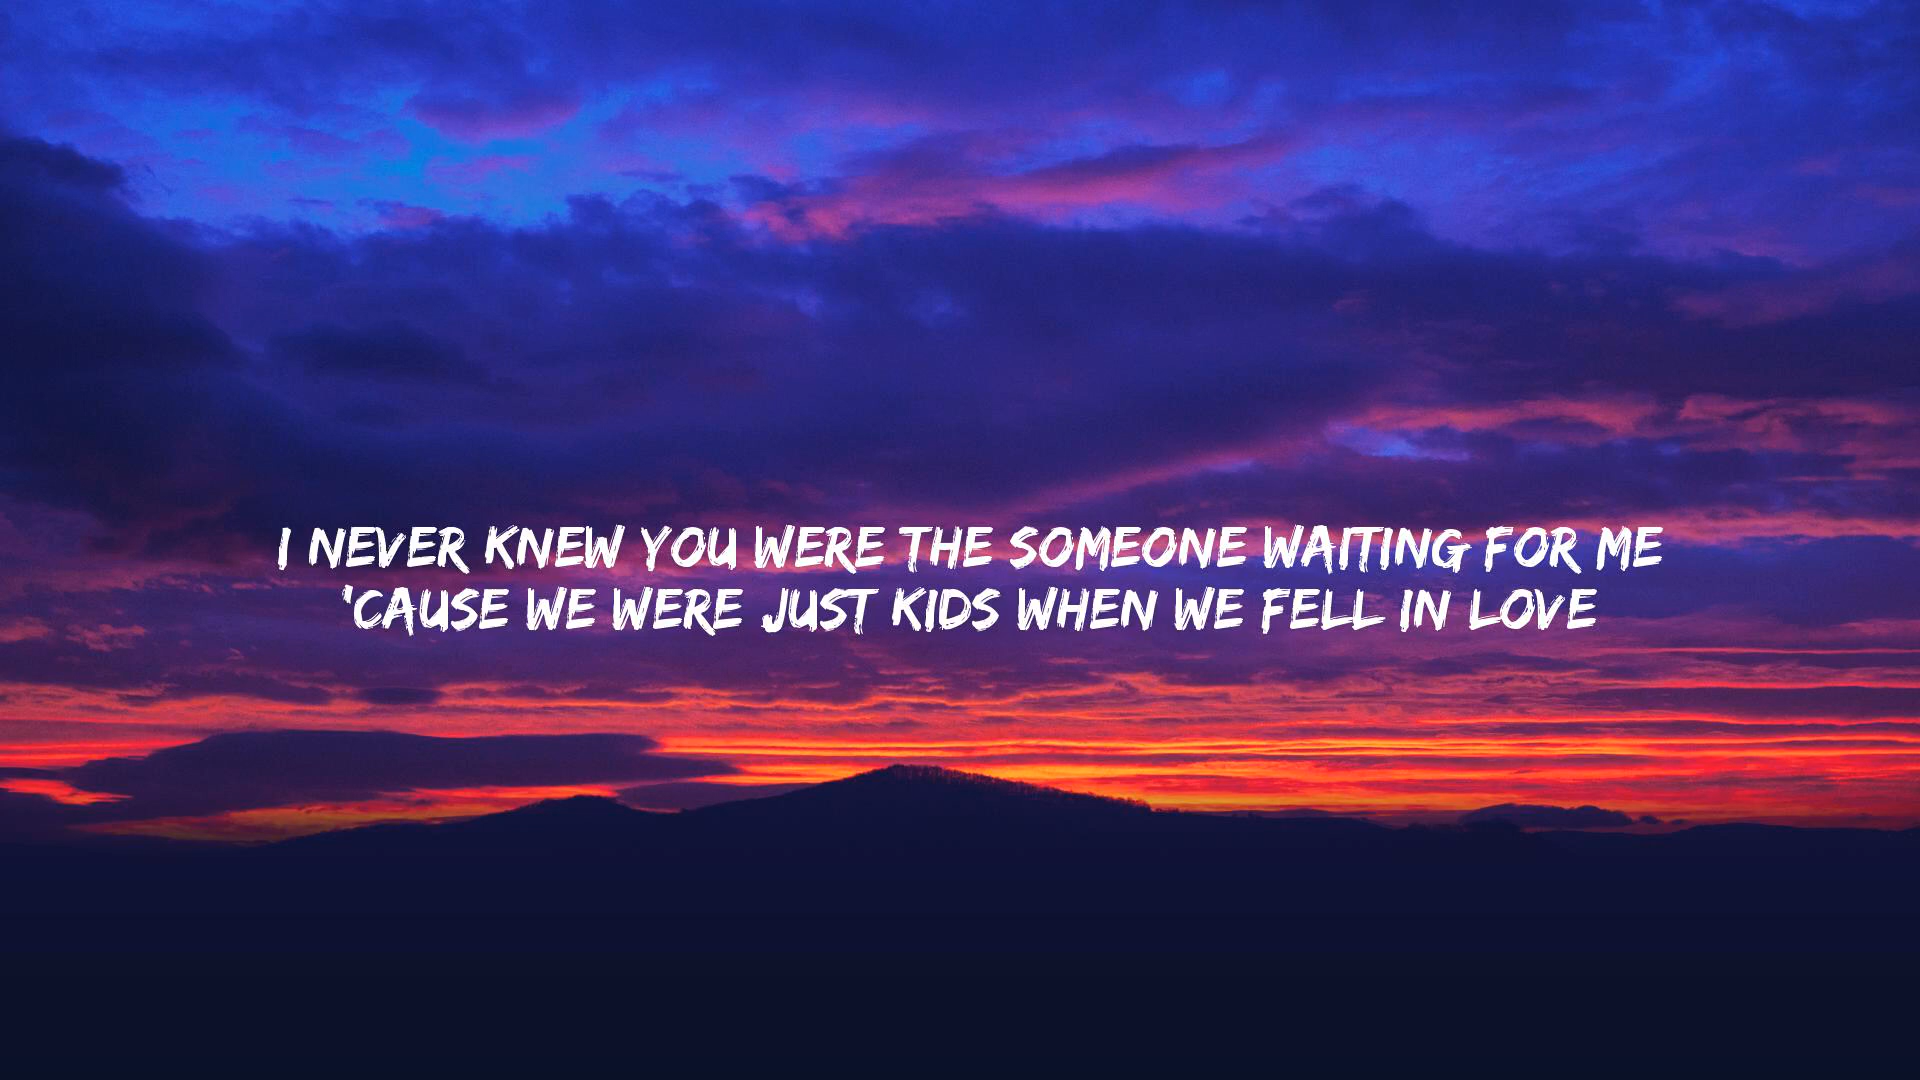 I NEVER KNEW YOU WERE THE SOMEONE WAITING FOR ME
'CAUSE WE WERE JUST KIDS WHEN WE FELL IN LOVE